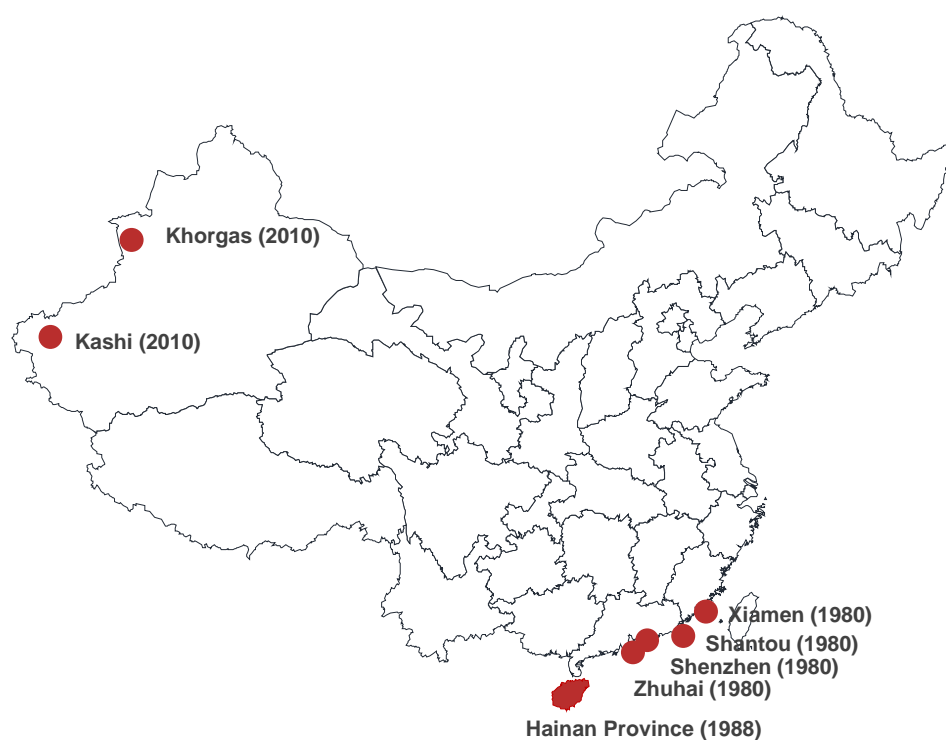 Khorgas (2010)
Kashi (2010)
Xiamen (1980)
Shantou (1980)
Shenzhen (1980)
Zhuhai (1980)
Hainan Province (1988)